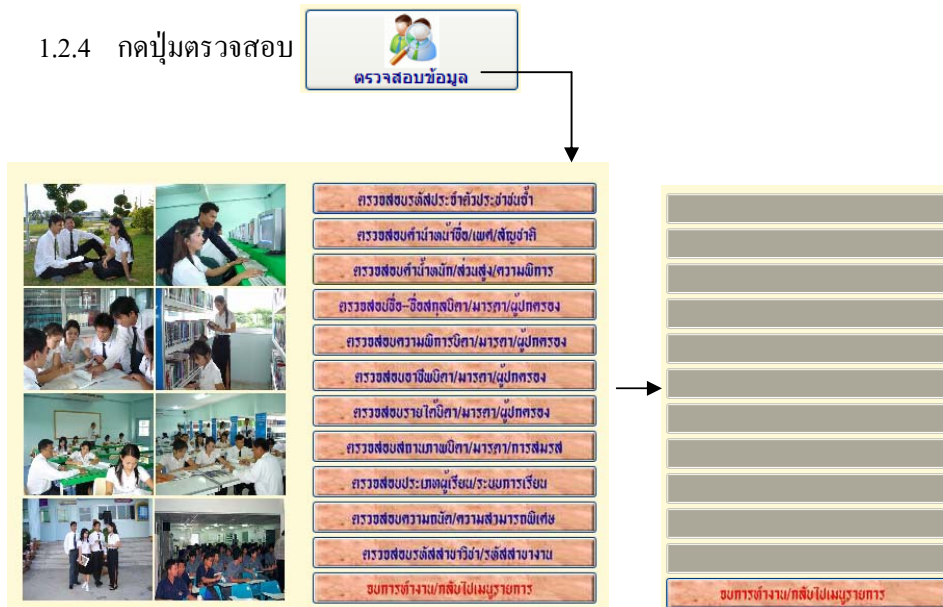 1.2.4 กดปุ่มตรวจสอบ
ตรวจสอบข้อมูล
ตรวจสอบรหัสประจำตัวประชาชนซ้ำ
ตรวจสอบคำนำหน้าชื่อ/เพศ/สัญชาติ
ตรวจสอบค่าน้ำหนัก/ส่วนสูง/ความพิการ
ตรวจสอบชื่อ-ชื่อสกุลบิดา/มารดา/ผู้ปกครอง
ตรวจสอบความพิการบิดา/มารดา/ผู้ปกครอง
ตรวจสอบอาชีพบิดา/มารดา/ผู้ปกครอง
ตรวจสอบรายได้บิดา/มารดา/ผู้ปกครอง
ตรวจสอบสถานภาพบิดา/มารดา/การสมรส
ตรวจสอบประเภทผู้เรียน/ระบบการเรียน
ตรวจสอบความถนัด/ความสามารถพิเศษ
ตรวจสอบรหัสสาขาวิชา/รหัสสาขางาน
จบการทำงาน/กลับไปเมนูรายการ
จบการทำงาน/กลับไปเมนูรายการ